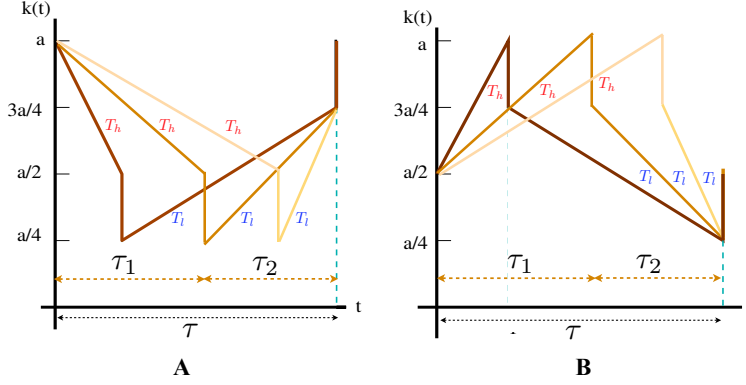 k(t)
a
3a/4
a/2
a/4
T_h
T_h
T_h
T_l
T_l
T_l
τ_1
τ_2
t
τ
A
k(t)
a
3a/4
a/2
a/4
T_h
T_h
T_h
T_l
T_l
T_l
τ_1
τ_2
τ
B